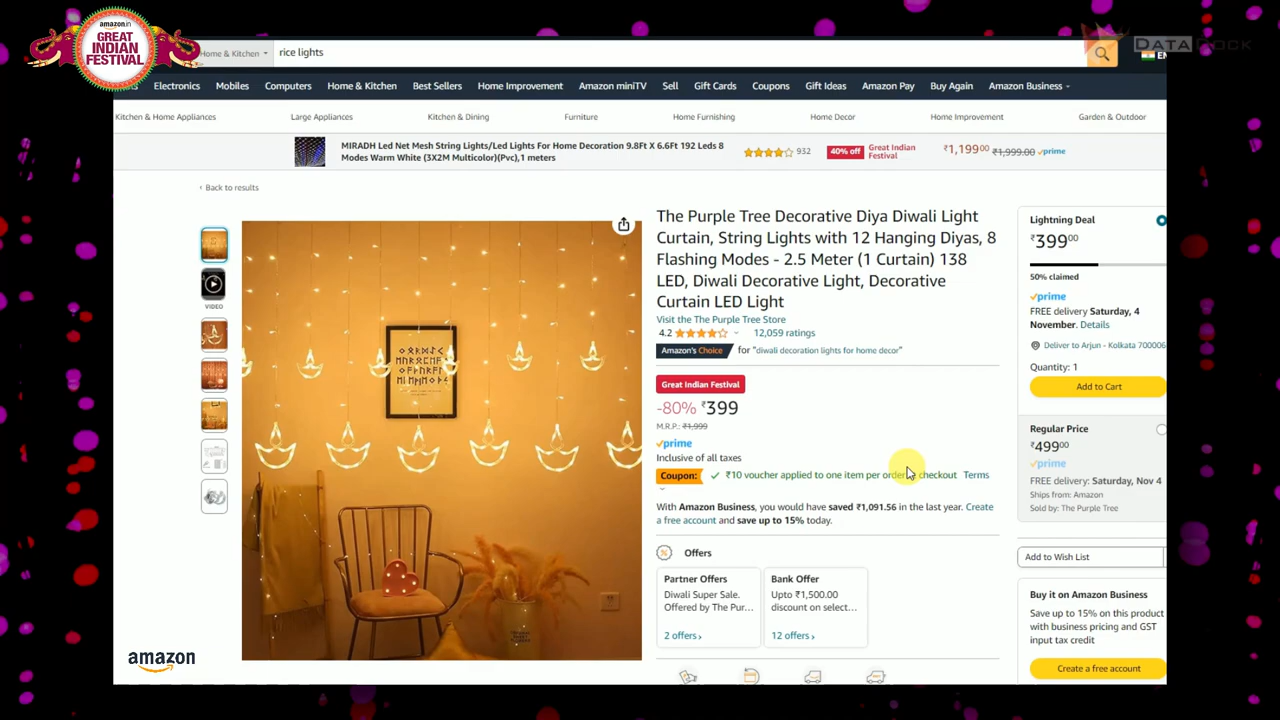 amazon.in
GREAT
INDIAN
FESTIVAL
Home & Kitchen
rice lights
DATADOCK
EN
Electronics
Mobiles
Computers
Home & Kitchen
Best Sellers
Home Improvement
Amazon miniTV
Sell
Gift Cards
Coupons
Gift Ideas
Amazon Pay
Buy Again
Amazon Business
Kitchen & Home Appliances
Large Appliances
Kitchen & Dining
Furniture
Home Furnishing
Home Decor
Home Improvement
Garden & Outdoor
MIRADH Led Net Mesh String Lights/Led Lights For Home Decoration 9.8Ft X 6.6Ft 192 Leds 8
Modes Warm White (3X2M Multicolor)(Pvc),1 meters
932
40% off
Great Indian
Festival
₹1,199.00 ₹1,999.00 prime
‹ Back to results
VIDEO
The Purple Tree Decorative Diya Diwali Light
Curtain, String Lights with 12 Hanging Diyas, 8
Flashing Modes - 2.5 Meter (1 Curtain) 138
LED, Diwali Decorative Light, Decorative
Curtain LED Light
Visit the The Purple Tree Store
4.2 12,059 ratings
Amazon's Choice for "diwali decoration lights for home decor"
Great Indian Festival
-80% ₹399
M.R.P.: ₹1,999
prime
Inclusive of all taxes
Coupon: ✓ ₹10 voucher applied to one item per order checkout Terms
With Amazon Business, you would have saved ₹1,091.56 in the last year. Create
a free account and save up to 15% today.
Offers
Partner Offers
Diwali Super Sale.
Offered by The Pur...
2 offers ›
Bank Offer
Upto ₹1,500.00
discount on select...
12 offers ›
Lightning Deal
₹399.00
50% claimed
prime
FREE delivery Saturday, 4
November. Details
Deliver to Arjun - Kolkata 700006
Quantity: 1
Add to Cart
Regular Price
₹499.00
prime
FREE delivery: Saturday, Nov 4
Ships from: Amazon
Sold by: The Purple Tree
Add to Wish List
Buy it on Amazon Business
Save up to 15% on this product
with business pricing and GST
input tax credit
Create a free account
amazon